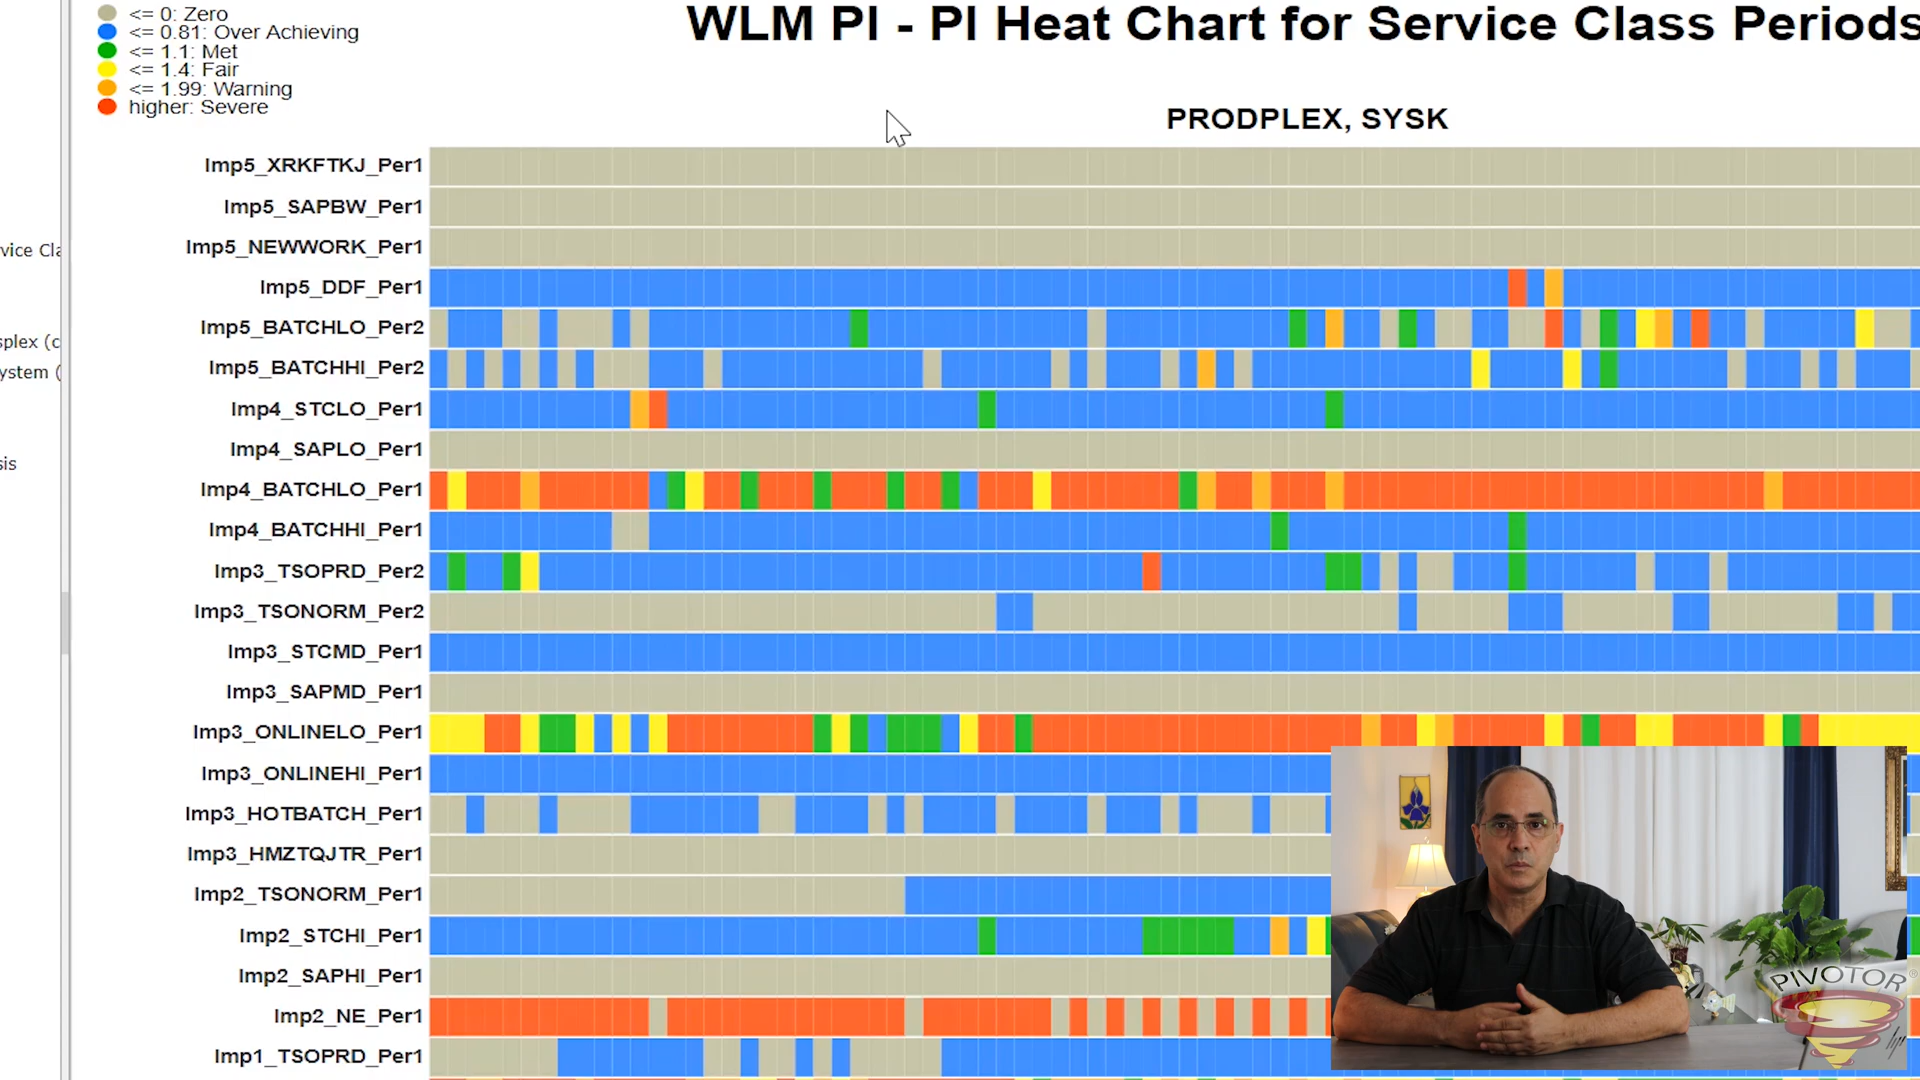 <= 0: Zero
<= 0.81: Over Achieving
<= 1.1: Met
<= 1.4: Fair
<= 1.99: Warning
higher: Severe
WLM PI - PI Heat Chart for Service Class Periods
PRODPLEX, SYSK
vice Cla
splex (c
ystem (
sis
Imp5_XRKFTKJ_Per1
Imp5_SAPBW_Per1
Imp5_NEWWORK_Per1
Imp5_DDF_Per1
Imp5_BATCHLO_Per2
Imp5_BATCHHI_Per2
Imp4_STCLO_Per1
Imp4_SAPLO_Per1
Imp4_BATCHLO_Per1
Imp4_BATCHHI_Per1
Imp3_TSOPRD_Per2
Imp3_TSONORM_Per2
Imp3_STCMD_Per1
Imp3_SAPMD_Per1
Imp3_ONLINELO_Per1
Imp3_ONLINEHI_Per1
Imp3_HOTBATCH_Per1
Imp3_HMZTQJTR_Per1
Imp2_TSONORM_Per1
Imp2_STCHI_Per1
Imp2_SAPHI_Per1
Imp2_NE_Per1
Imp1_TSOPRD_Per1
PIVOTOR®